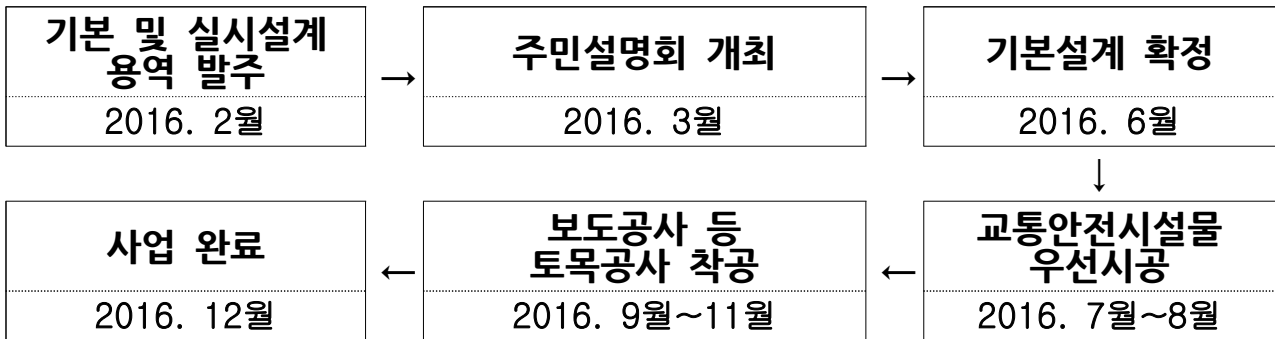 기본 및 실시설계
용역 발주
2016. 2월
→
주민설명회 개최
2016. 3월
→
기본설계 확정
2016. 6월
↓
교통안전시설물
우선시공
2016. 7월~8월
←
보도공사 등
토목공사 착공
2016. 9월~11월
←
사업 완료
2016. 12월